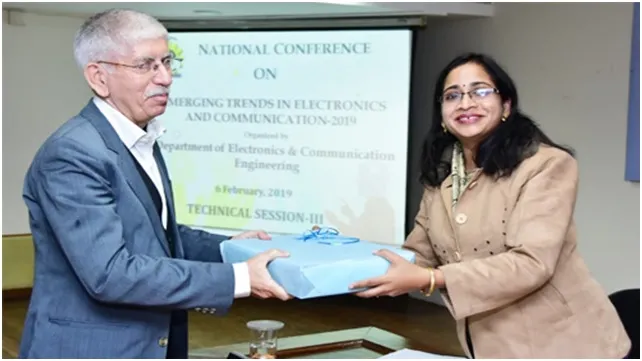 NATIONAL CONFERENCE
ON
MERGING TRENDS IN ELECTRONICS
AND COMMUNICATION-2019
Organized by
Department of Electronics & Communication
Engineering
6 February, 2019
TECHNICAL SESSION-III